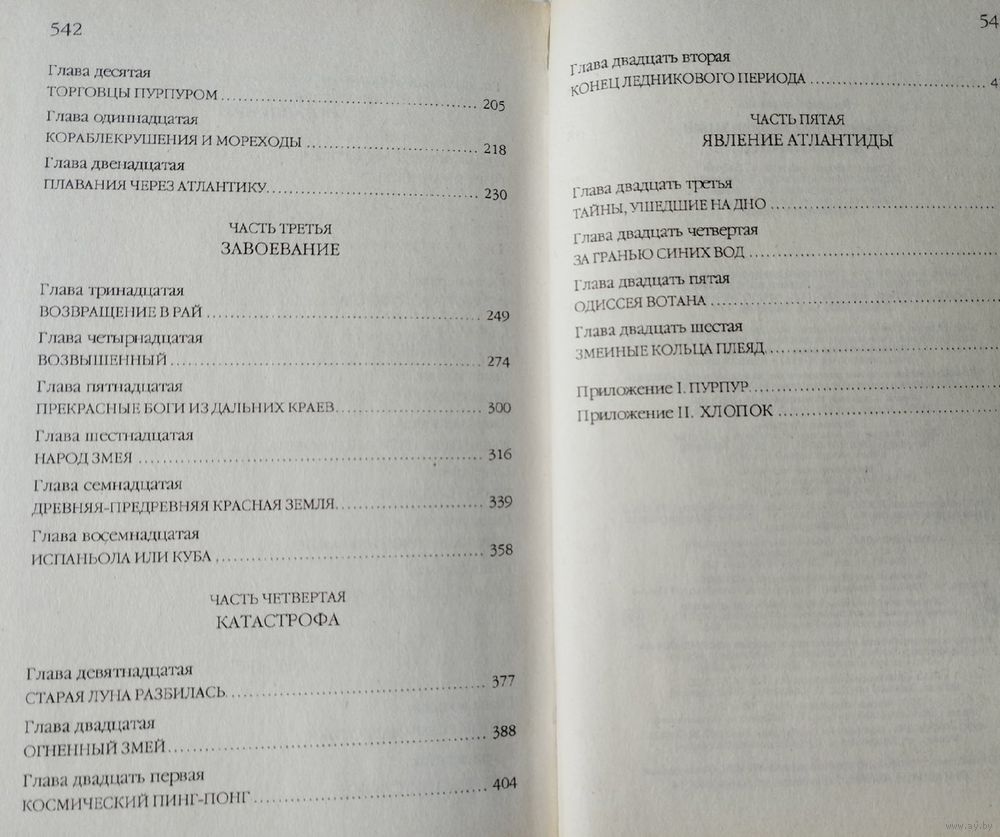 542
Глава десятая
ТОРГОВЦЫ ПУРПУРОМ 205
Глава одиннадцатая
КОРАБЛЕКРУШЕНИЯ И МОРЕХОДЫ 218
Глава двенадцатая
ПЛАВАНИЯ ЧЕРЕЗ АТЛАНТИКУ 230
ЧАСТЬ ТРЕТЬЯ
ЗАВОЕВАНИЕ
Глава тринадцатая
ВОЗВРАЩЕНИЕ В РАЙ 249
Глава четырнадцатая
ВОЗВЫШЕННЫЙ 274
Глава пятнадцатая
ПРЕКРАСНЫЕ БОГИ ИЗ ДАЛЬНИХ КРАЕВ 300
Глава шестнадцатая
НАРОД ЗМЕЯ 316
Глава семнадцатая
ДРЕВНЯЯ-ПРЕДРЕВНЯЯ КРАСНАЯ ЗЕМЛЯ 339
Глава восемнадцатая
ИСПАНЬОЛА ИЛИ КУБА 358
ЧАСТЬ ЧЕТВЕРТАЯ
КАТАСТРОФА
Глава девятнадцатая
СТАРАЯ ЛУНА РАЗБИЛАСЬ 377
Глава двадцатая
ОГНЕННЫЙ ЗМЕЙ 388
Глава двадцать первая
КОСМИЧЕСКИЙ ПИНГ-ПОНГ 404
54
Глава двадцать вторая
КОНЕЦ ЛЕДНИКОВОГО ПЕРИОДА 4
ЧАСТЬ ПЯТАЯ
ЯВЛЕНИЕ АТЛАНТИДЫ
Глава двадцать третья
ТАЙНЫ, УШЕДШИЕ НА ДНО
Глава двадцать четвертая
ЗА ГРАНЬЮ СИНИХ ВОД
Глава двадцать пятая
ОДИССЕЯ ВОТАНА
Глава двадцать шестая
ЗМЕИНЫЕ КОЛЬЦА ПЛЕЯД
Приложение I. ПУРПУР
Приложение II. ХЛОПОК
www.ay.by